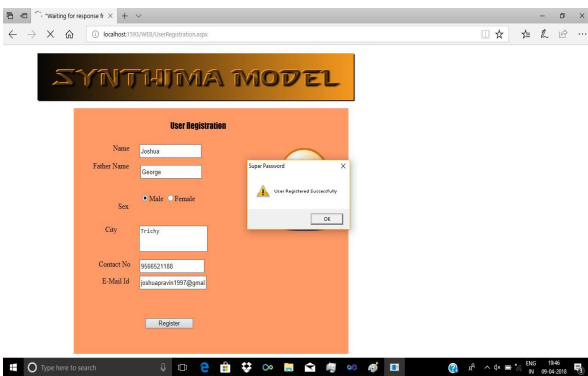 "Waiting for response fr
localhost:1593/WEB/UserRegistration.aspx
SYNTHIMA MODEL
User Registration
Name Joshua
Father Name George
Sex Male Female
City Trichy
Contact No 9566521188
E-Mail Id joshuapravin1997@gmail
Register
Super Password
User Registered Successfully
OK
Type here to search
ENG 19:46
IN 09-04-2018